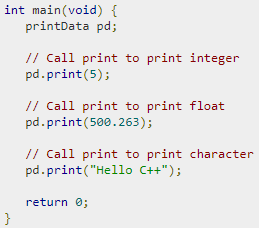 int main(void) {
   printData pd;

   // Call print to print integer
   pd.print(5);

   // Call print to print float
   pd.print(500.263);

   // Call print to print character
   pd.print("Hello C++");

   return 0;
}